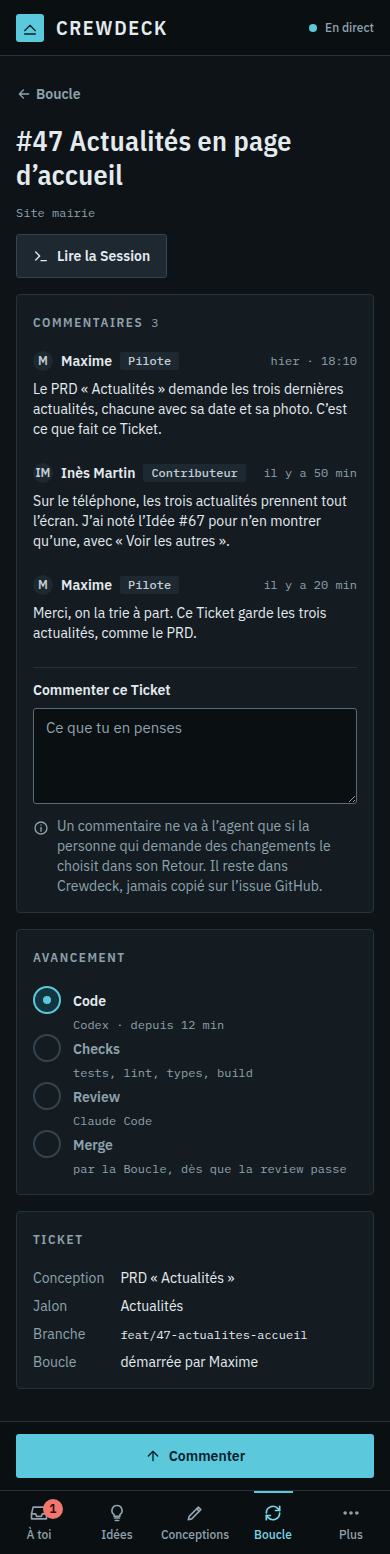 CREWDECK
En direct
← Boucle
#47 Actualités en page
d’accueil
Site mairie
Lire la Session
COMMENTAIRES 3
M Maxime Pilote hier · 18:10
Le PRD « Actualités » demande les trois dernières
actualités, chacune avec sa date et sa photo. C’est
ce que fait ce Ticket.
IM Inès Martin Contributeur il y a 50 min
Sur le téléphone, les trois actualités prennent tout
l’écran. J’ai noté l’Idée #67 pour n’en montrer
qu’une, avec « Voir les autres ».
M Maxime Pilote il y a 20 min
Merci, on la trie à part. Ce Ticket garde les trois
actualités, comme le PRD.
Commenter ce Ticket
Ce que tu en penses
Un commentaire ne va à l’agent que si la
personne qui demande des changements le
choisit dans son Retour. Il reste dans
Crewdeck, jamais copié sur l’issue GitHub.
AVANCEMENT
Code
Codex · depuis 12 min
Checks
tests, lint, types, build
Review
Claude Code
Merge
par la Boucle, dès que la review passe
TICKET
Conception PRD « Actualités »
Jalon Actualités
Branche feat/47-actualites-accueil
Boucle démarrée par Maxime
↑ Commenter
1
À toi Idées Conceptions Boucle Plus